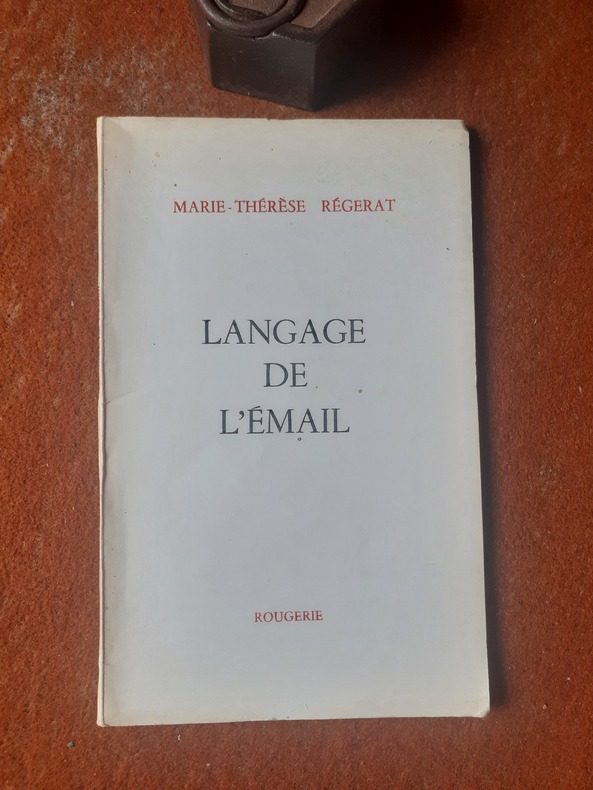 MARIE-THÉRÈSE RÉGERAT
LANGAGE
DE
L'ÉMAIL
ROUGERIE